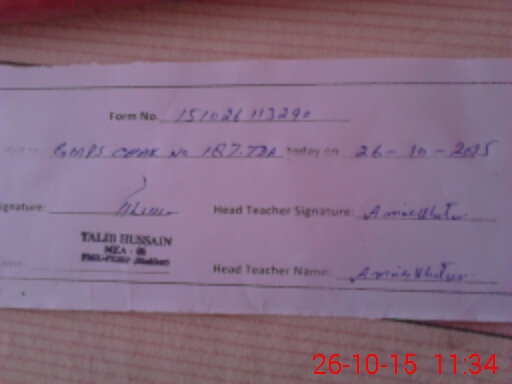 Form No. 151026113290
GMPS CHAK No 187.TDA today on 26-10-2015
Signature: Head Teacher Signature:
TALIB HUSSAIN
MEA - 
Head Teacher Name:
26-10-15 11:34